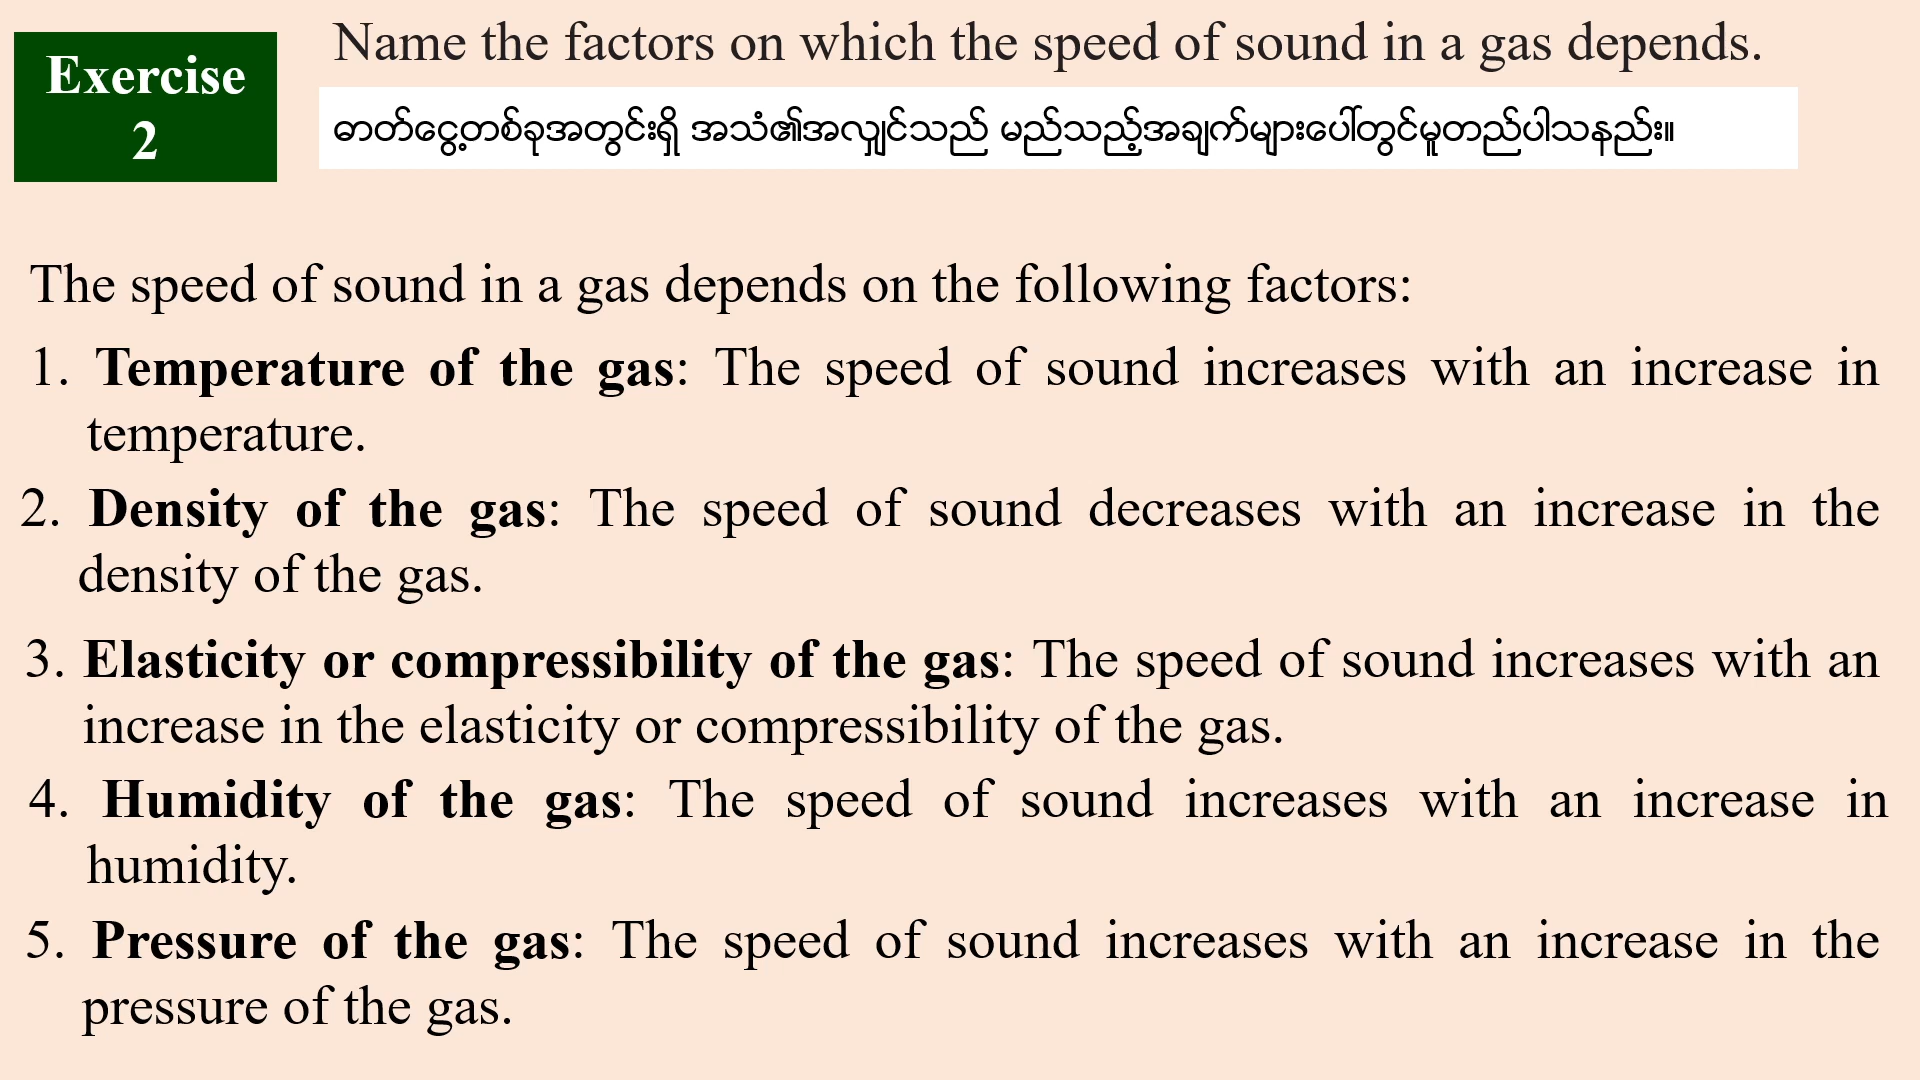 Exercise
2
Name the factors on which the speed of sound in a gas depends.
ဓာတ်ငွေ့တစ်ခုအတွင်းရှိ အသံ၏အလျှင်သည် မည်သည့်အချက်များပေါ်တွင်မူတည်ပါသနည်း။
The speed of sound in a gas depends on the following factors:
1. Temperature of the gas: The speed of sound increases with an increase in
temperature.
2. Density of the gas: The speed of sound decreases with an increase in the
density of the gas.
3. Elasticity or compressibility of the gas: The speed of sound increases with an
increase in the elasticity or compressibility of the gas.
4. Humidity of the gas: The speed of sound increases with an increase in
humidity.
5. Pressure of the gas: The speed of sound increases with an increase in the
pressure of the gas.